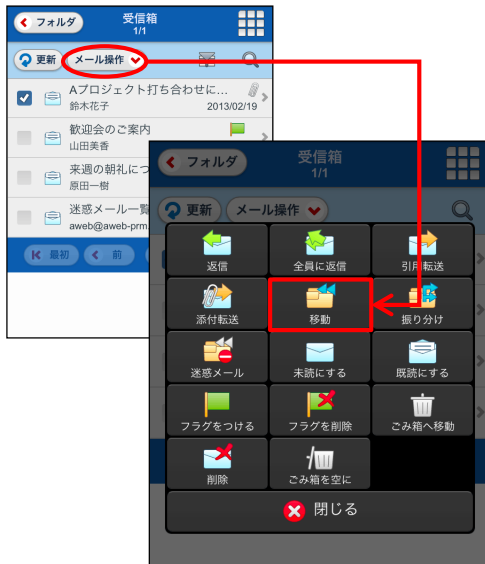 フォルダ
受信箱
1/1
更新
メール操作
Aプロジェクト打ち合わせに...
鈴木花子
2013/02/19
歓迎会のご案内
山田美香
来週の朝礼につ
原田一樹
迷惑メール一覧
aweb@aweb-prm.
最初
前
フォルダ
受信箱
1/1
更新
メール操作
返信
全員に返信
引用転送
添付転送
移動
振り分け
迷惑メール
未読にする
既読にする
フラグをつける
フラグを削除
ごみ箱へ移動
削除
ごみ箱を空に
閉じる